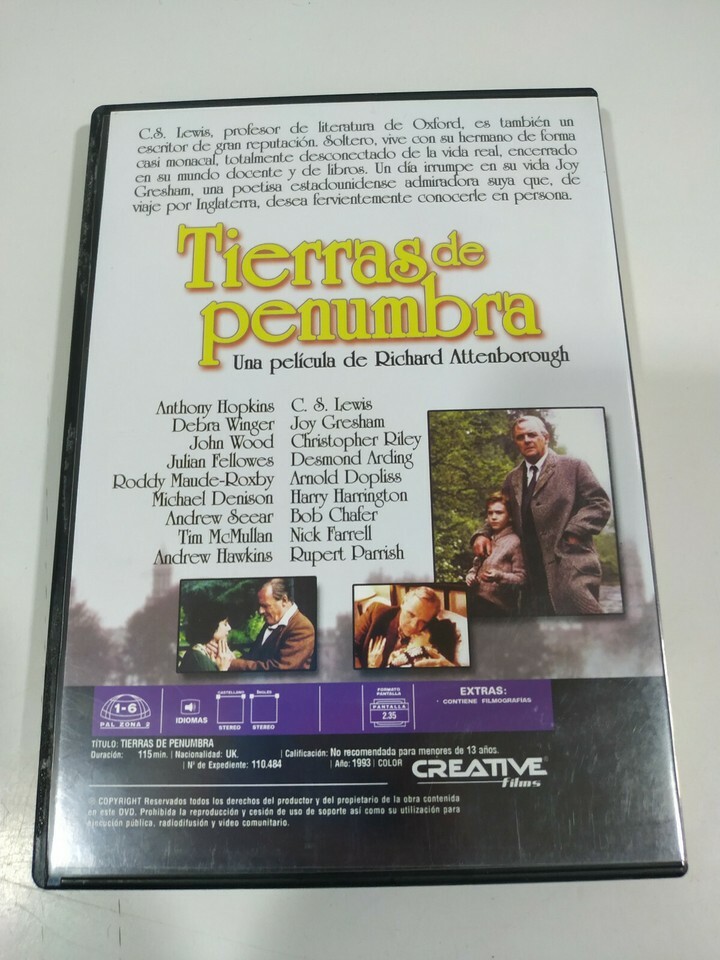 C.S. Lewis, profesor de literatura de Oxford, es también un
escritor de gran reputación. Soltero, vive con su hermano de forma
casi monacal, totalmente desconectado de la vida real, encerrado
en su mundo docente y de libros. Un día irrumpe en su vida Joy
Gresham, una poetisa estadounidense admiradora suya que, de
viaje por Inglaterra, desea fervientemente conocerle en persona.
Tierras de
penumbra
Una película de Richard Attenborough
Anthony Hopkins C. S. Lewis
Debra Winger Joy Gresham
John Wood Christopher Riley
Julian Fellowes Desmond Arding
Roddy Maude-Roxby Arnold Dopliss
Michael Denison Harry Harrington
Andrew Seear Bob Chafer
Tim McMullan Nick Farrell
Andrew Hawkins Rupert Parrish
1-6
PAL ZONA 2
IDIOMAS
CASTELLANO
STEREO
INGLES
STEREO
FORMATO
PANTALLA
PANTALLA
2.35
EXTRAS:
· CONTIENE FILMOGRAFIAS
TÍTULO: TIERRAS DE PENUMBRA
Duración: 115 min. | Nacionalidad: UK. | Calificación: No recomendada para menores de 13 años.
| N° de Expediente: 110.484 | Año: 1993 | COLOR
CREATIVE
films
© COPYRIGHT Reservados todos los derechos del productor y del propietario de la obra contenida
en este DVD. Prohibida la reproducción y cesión de uso de soporte así como su utilización para
ejecución pública, radiodifusión y video comunitario.